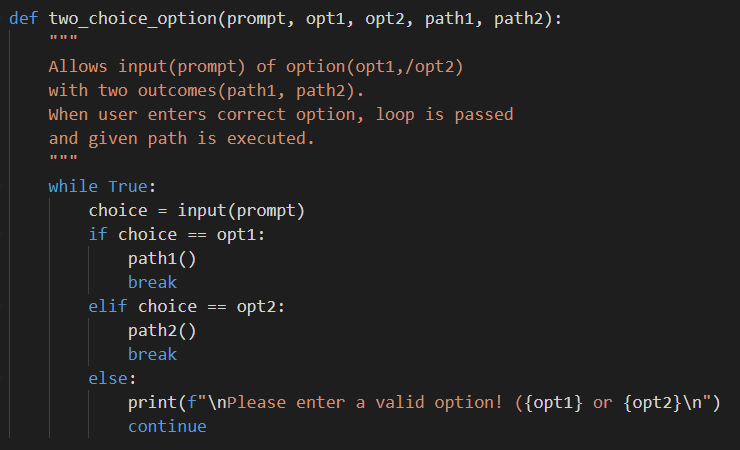 def two_choice_option(prompt, opt1, opt2, path1, path2):
    """
    Allows input(prompt) of option(opt1,/opt2)
    with two outcomes(path1, path2).
    When user enters correct option, loop is passed
    and given path is executed.
    """
    while True:
        choice = input(prompt)
        if choice == opt1:
            path1()
            break
        elif choice == opt2:
            path2()
            break
        else:
            print(f"\nPlease enter a valid option! ({opt1} or {opt2}\n")
            continue